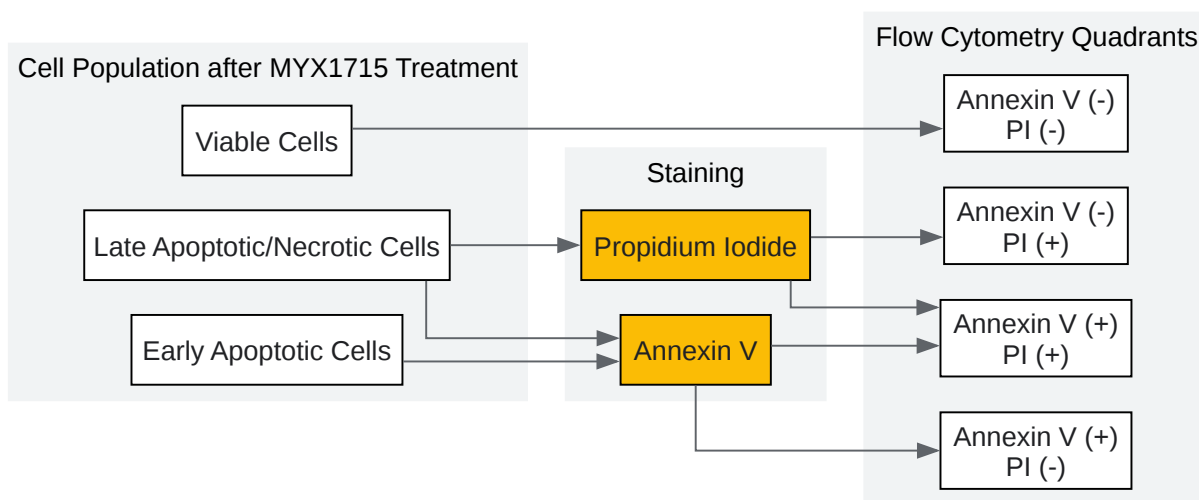 Cell Population after MYX1715 Treatment
Viable Cells
Late Apoptotic/Necrotic Cells
Early Apoptotic Cells
Staining
Propidium Iodide
Annexin V
Flow Cytometry Quadrants
Annexin V (-)
PI (-)
Annexin V (-)
PI (+)
Annexin V (+)
PI (+)
Annexin V (+)
PI (-)